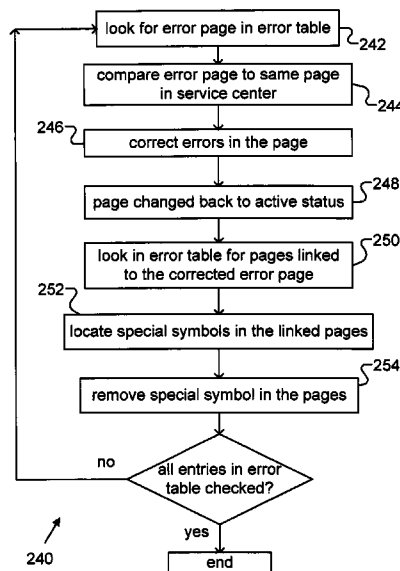 look for error page in error table
242
compare error page to same page
in service center
244
246
correct errors in the page
248
page changed back to active status
250
look in error table for pages linked
to the corrected error page
252
locate special symbols in the linked pages
254
remove special symbol in the pages
no
all entries in error
table checked?
yes
240
end